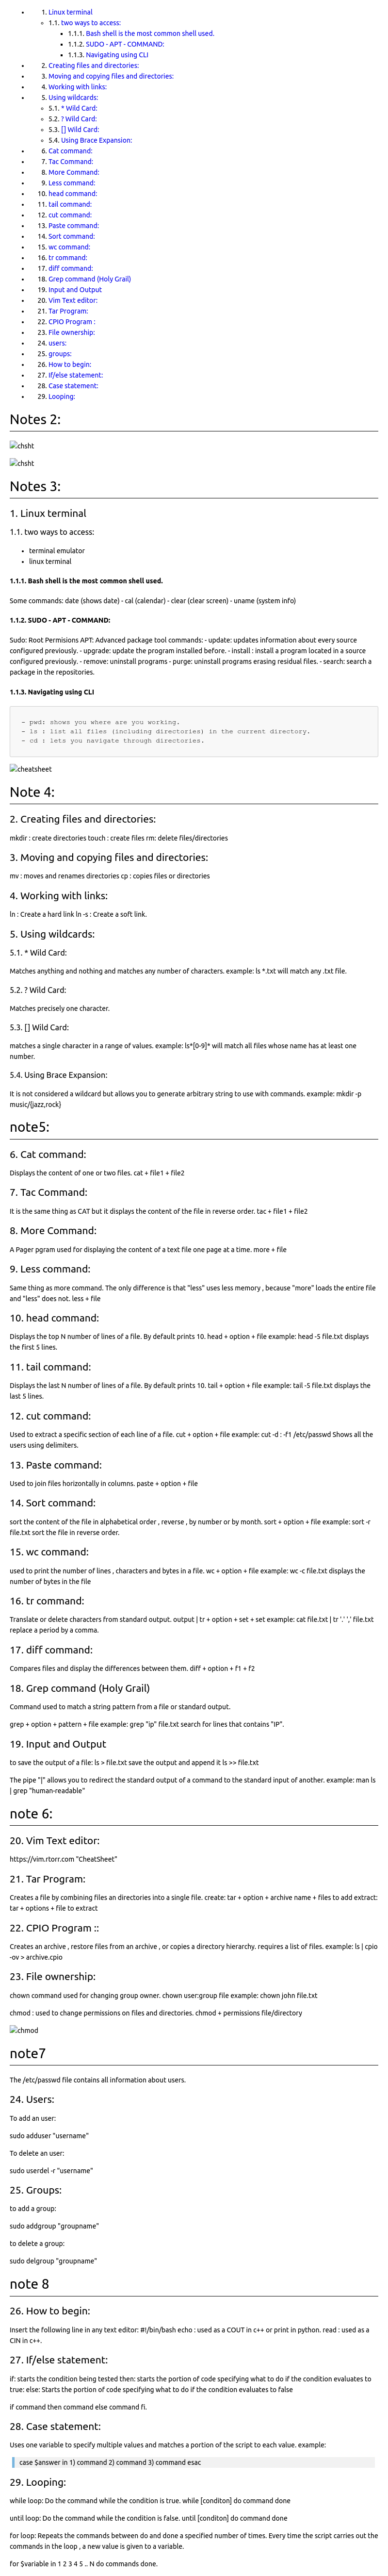 1. Linux terminal
1.1. two ways to access:
1.1.1. Bash shell is the most common shell used.
1.1.2. SUDO - APT - COMMAND:
1.1.3. Navigating using CLI
2. Creating files and directories:
3. Moving and copying files and directories:
4. Working with links:
5. Using wildcards:
5.1. * Wild Card:
5.2. ? Wild Card:
5.3. [] Wild Card:
5.4. Using Brace Expansion:
6. Cat command:
7. Tac Command:
8. More Command:
9. Less command:
10. head command:
11. tail command:
12. cut command:
13. Paste command:
14. Sort command:
15. wc command:
16. tr command:
17. diff command:
18. Grep command (Holy Grail)
19. Input and Output
20. Vim Text editor:
21. Tar Program:
22. CPIO Program :
23. File ownership:
24. users:
25. groups:
26. How to begin:
27. If/else statement:
28. Case statement:
29. Looping:
Notes 2:
chsht
chsht
Notes 3:
1. Linux terminal
1.1. two ways to access:
terminal emulator
linux terminal
1.1.1. Bash shell is the most common shell used.
Some commands: date (shows date) - cal (calendar) - clear (clear screen) - uname (system info)
1.1.2. SUDO - APT - COMMAND:
Sudo: Root Permisions APT: Advanced package tool commands: - update: updates information about every source
configured previously. - upgrade: update the program installed before. - install : install a program located in a source
configured previously. - remove: uninstall programs - purge: uninstall programs erasing residual files. - search: search a
package in the repositories.
1.1.3. Navigating using CLI
- pwd: shows you where are you working.
- ls : list all files (including directories) in the current directory.
- cd : lets you navigate through directories.
cheatsheet
Note 4:
2. Creating files and directories:
mkdir : create directories touch : create files rm: delete files/directories
3. Moving and copying files and directories:
mv : moves and renames directories cp : copies files or directories
4. Working with links:
ln : Create a hard link ln -s : Create a soft link.
5. Using wildcards:
5.1. * Wild Card:
Matches anything and nothing and matches any number of characters. example: ls *.txt will match any .txt file.
5.2. ? Wild Card:
Matches precisely one character.
5.3. [] Wild Card:
matches a single character in a range of values. example: ls*[0-9]* will match all files whose name has at least one
number.
5.4. Using Brace Expansion:
It is not considered a wildcard but allows you to generate arbitrary string to use with commands. example: mkdir -p
music/{jazz,rock}
note5:
6. Cat command:
Displays the content of one or two files. cat + file1 + file2
7. Tac Command:
It is the same thing as CAT but it displays the content of the file in reverse order. tac + file1 + file2
8. More Command:
A Pager pgram used for displaying the content of a text file one page at a time. more + file
9. Less command:
Same thing as more command. The only difference is that "less" uses less memory , because "more" loads the entire file
and "less" does not. less + file
10. head command:
Displays the top N number of lines of a file. By default prints 10. head + option + file example: head -5 file.txt displays
the first 5 lines.
11. tail command:
Displays the last N number of lines of a file. By default prints 10. tail + option + file example: tail -5 file.txt displays the
last 5 lines.
12. cut command:
Used to extract a specific section of each line of a file. cut + option + file example: cut -d : -f1 /etc/passwd Shows all the
users using delimiters.
13. Paste command:
Used to join files horizontally in columns. paste + option + file
14. Sort command:
sort the content of the file in alphabetical order , reverse , by number or by month. sort + option + file example: sort -r
file.txt sort the file in reverse order.
15. wc command:
used to print the number of lines , characters and bytes in a file. wc + option + file example: wc -c file.txt displays the
number of bytes in the file
16. tr command:
Translate or delete characters from standard output. output | tr + option + set + set example: cat file.txt | tr '.' ',' file.txt
replace a period by a comma.
17. diff command:
Compares files and display the differences between them. diff + option + f1 + f2
18. Grep command (Holy Grail)
Command used to match a string pattern from a file or standard output.
grep + option + pattern + file example: grep "ip" file.txt search for lines that contains "IP".
19. Input and Output
to save the output of a file: ls > file.txt save the output and append it ls >> file.txt
The pipe "|" allows you to redirect the standard output of a command to the standard input of another. example: man ls
| grep "human-readable"
note 6:
20. Vim Text editor:
https://vim.rtorr.com "CheatSheet"
21. Tar Program:
Creates a file by combining files an directories into a single file. create: tar + option + archive name + files to add extract:
tar + options + file to extract
22. CPIO Program ::
Creates an archive , restore files from an archive , or copies a directory hierarchy. requires a list of files. example: ls | cpio
-ov > archive.cpio
23. File ownership:
chown command used for changing group owner. chown user:group file example: chown john file.txt
chmod : used to change permissions on files and directories. chmod + permissions file/directory
chmod
note7
The /etc/passwd file contains all information about users.
24. Users:
To add an user:
sudo adduser "username"
To delete an user:
sudo userdel -r "username"
25. Groups:
to add a group:
sudo addgroup "groupname"
to delete a group:
sudo delgroup "groupname"
note 8
26. How to begin:
Insert the following line in any text editor: #!/bin/bash echo : used as a COUT in c++ or print in python. read : used as a
CIN in c++.
27. If/else statement:
if: starts the condition being tested then: starts the portion of code specifying what to do if the condition evaluates to
true: else: Starts the portion of code specifying what to do if the condition evaluates to false
if command then command else command fi.
28. Case statement:
Uses one variable to specify multiple values and matches a portion of the script to each value. example:
case $answer in 1) command 2) command 3) command esac
29. Looping:
while loop: Do the command while the condition is true. while [conditon] do command done
until loop: Do the command while the condition is false. until [conditon] do command done
for loop: Repeats the commands between do and done a specified number of times. Every time the script carries out the
commands in the loop , a new value is given to a variable.
for $variable in 1 2 3 4 5 .. N do commands done.